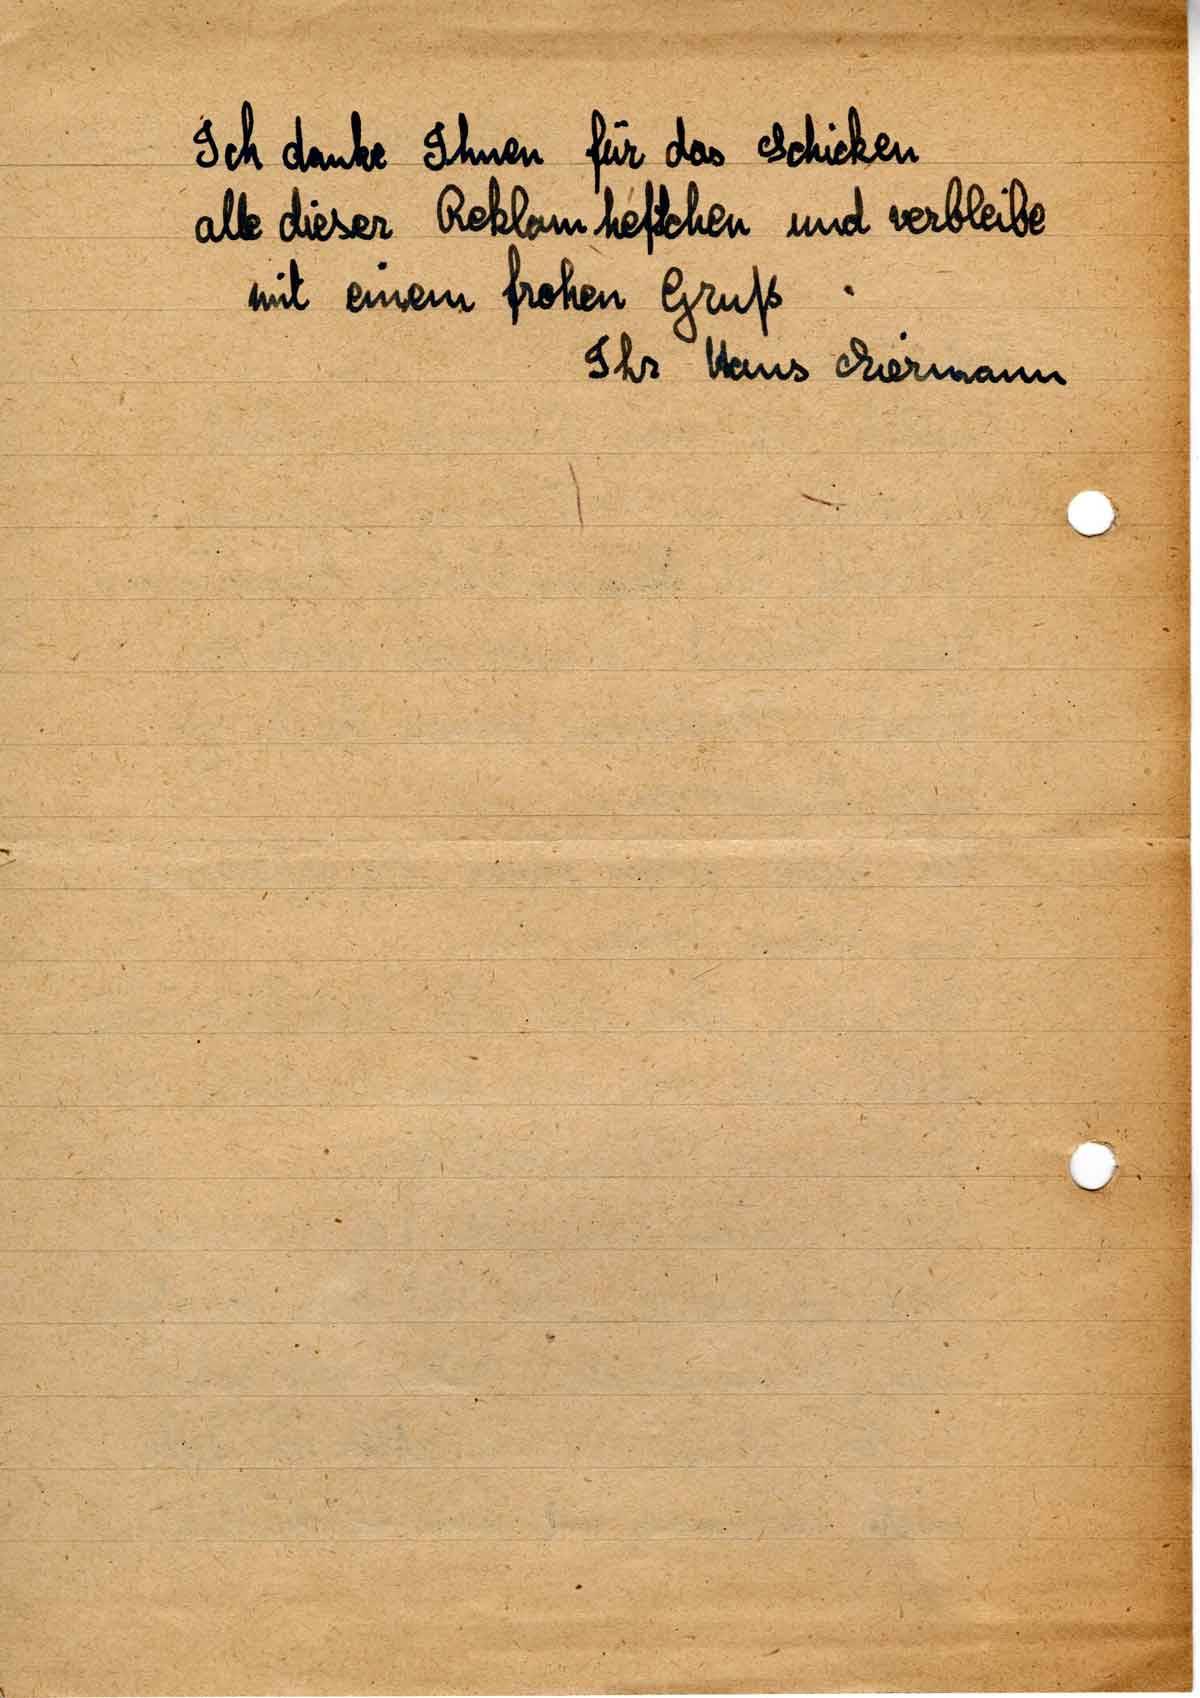 Ich danke Ihnen für das Schicken
alle dieser Reklamheftchen und verbleibe
mit einem frohen Gruß.
Ihr Hans